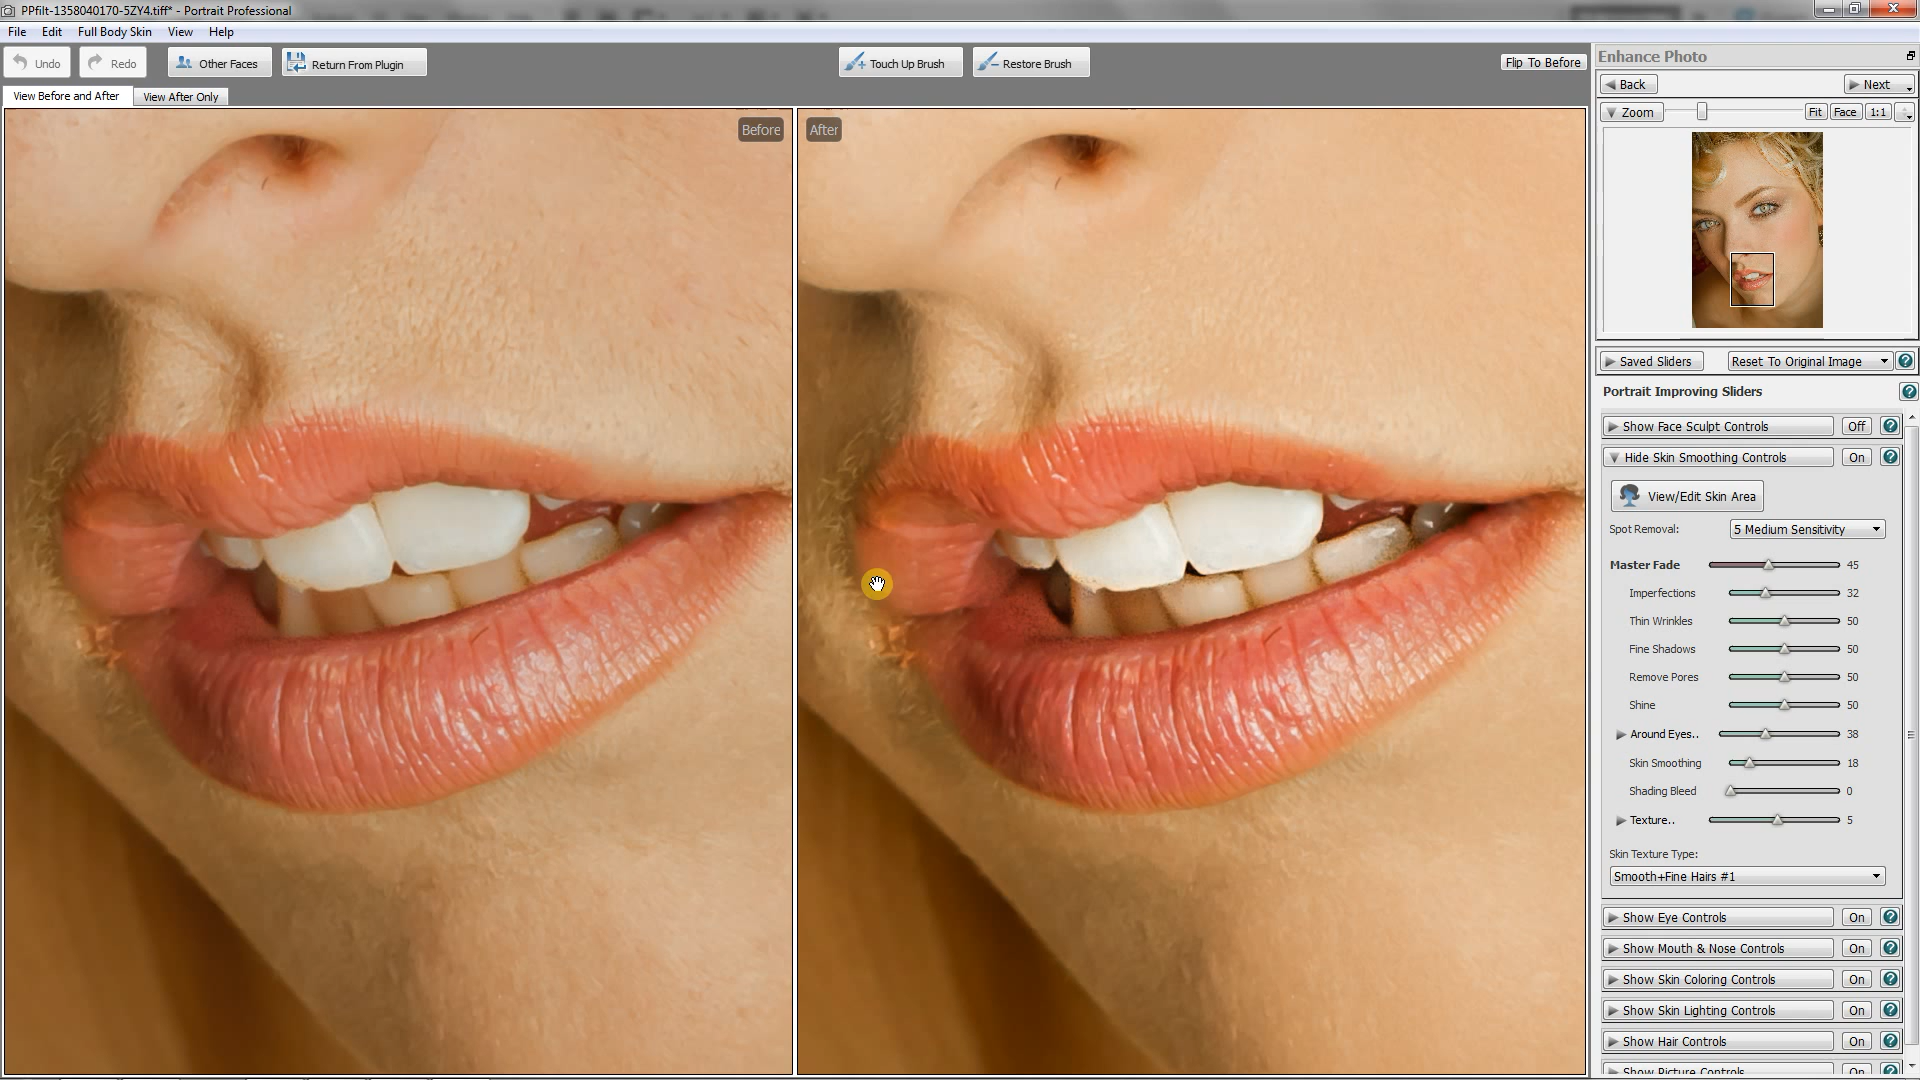 PPfilt-1358040170-5ZY4.tiff* - Portrait Professional
File Edit Full Body Skin View Help
Undo Redo Other Faces Return From Plugin Touch Up Brush Restore Brush Flip To Before
View Before and After View After Only
Before After
Enhance Photo
Back Next
Zoom Fit Face 1:1
Saved Sliders Reset To Original Image
Portrait Improving Sliders
Show Face Sculpt Controls Off
Hide Skin Smoothing Controls On
View/Edit Skin Area
Spot Removal: 5 Medium Sensitivity
Master Fade 45
Imperfections 32
Thin Wrinkles 50
Fine Shadows 50
Remove Pores 50
Shine 50
Around Eyes.. 38
Skin Smoothing 18
Shading Bleed 0
Texture.. 5
Skin Texture Type:
Smooth+Fine Hairs #1
Show Eye Controls On
Show Mouth & Nose Controls On
Show Skin Coloring Controls On
Show Skin Lighting Controls On
Show Hair Controls On
Show Picture Controls On